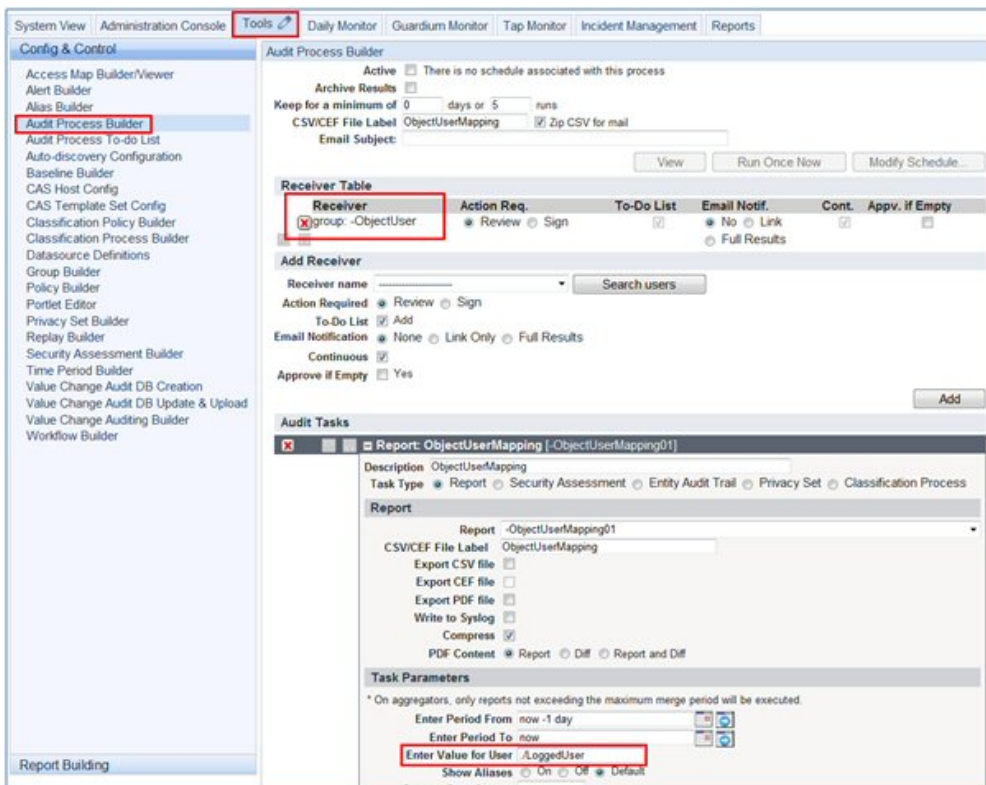 System View Administration Console Tools Daily Monitor Guardium Monitor Tap Monitor Incident Management Reports
Config & Control
Access Map Builder/Viewer
Alert Builder
Alias Builder
Audit Process Builder
Audit Process To-do List
Auto-discovery Configuration
Baseline Builder
CAS Host Config
CAS Template Set Config
Classification Policy Builder
Classification Process Builder
Datasource Definitions
Group Builder
Policy Builder
Portlet Editor
Privacy Set Builder
Replay Builder
Security Assessment Builder
Time Period Builder
Value Change Audit DB Creation
Value Change Audit DB Update & Upload
Value Change Auditing Builder
Workflow Builder
Report Building
Audit Process Builder
Active There is no schedule associated with this process
Archive Results
Keep for a minimum of 0 days or 5 runs
CSV/CEF File Label ObjectUserMapping Zip CSV for mail
Email Subject:
View Run Once Now Modify Schedule...
Receiver Table
Receiver Action Req. To-Do List Email Notif. Cont. Appv. if Empty
group: -ObjectUser Review Sign No Link
Full Results
Add Receiver
Receiver name ---------------------- Search users
Action Required Review Sign
To-Do List Add
Email Notification None Link Only Full Results
Continuous
Approve if Empty Yes
Add
Audit Tasks
Report: ObjectUserMapping [-ObjectUserMapping01]
Description ObjectUserMapping
Task Type Report Security Assessment Entity Audit Trail Privacy Set Classification Process
Report
Report -ObjectUserMapping01
CSV/CEF File Label ObjectUserMapping
Export CSV file
Export CEF file
Export PDF file
Write to Syslog
Compress
PDF Content Report Diff Report and Diff
Task Parameters
* On aggregators, only reports not exceeding the maximum merge period will be executed.
Enter Period From now -1 day
Enter Period To now
Enter Value for User ./LoggedUser
Show Aliases On Off Default